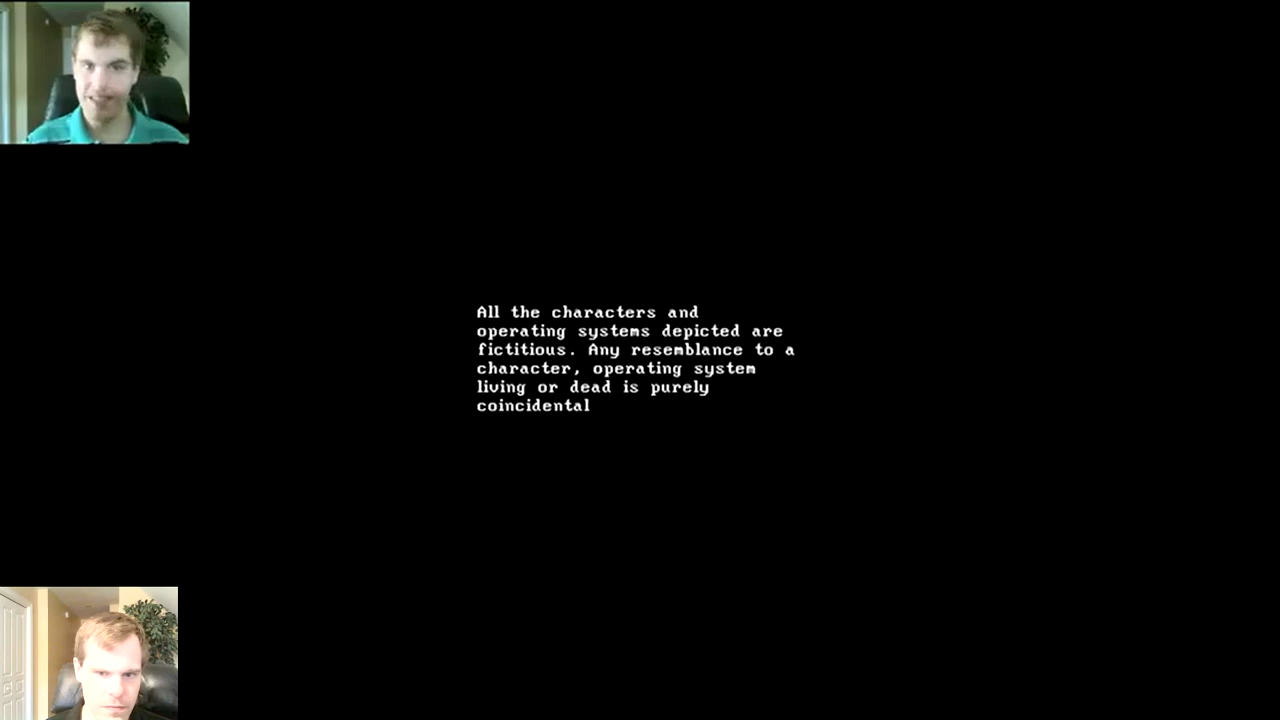 All the characters and
operating systems depicted are
fictitious. Any resemblance to a
character, operating system
living or dead is purely
coincidental